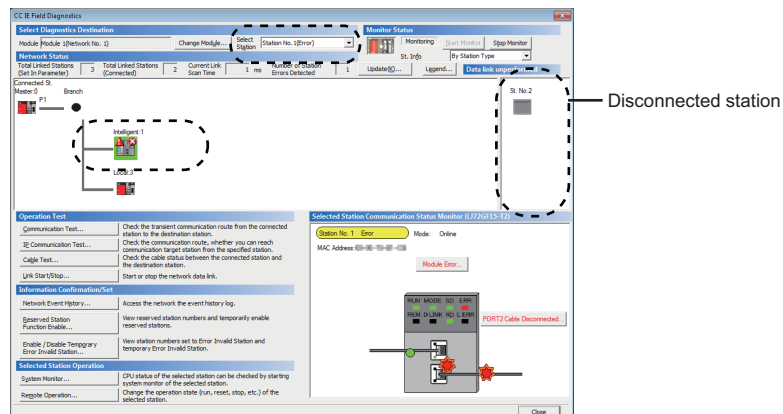 CC IE Field Diagnostics
Select Diagnostics Destination
Monitor Status
Module Module 1(Network No. 1)
Change Module...
Select Station
Station No. 1(Error)
Monitoring
Start Monitor
Stop Monitor
St. Info
By Station Type
Network Status
Total Linked Stations (Set In Parameter) 3
Total Linked Stations (Connected) 2
Current Link Scan Time 1 ms
Number of Station Errors Detected 1
Update(K)...
Legend...
Data link unperformed
Connected St.
Master:0
Branch
P1
St. No.2
Disconnected station
Intelligent:1
Local:3
Operation Test
Communication Test...
Check the transient communication route from the connected
station to the destination station.
IP Communication Test...
Check the communication route, whether you can reach
communication target station from the specified station.
Cable Test...
Check the cable status between the connected station and
the destination station.
Link Start/Stop...
Start or stop the network data link.
Information Confirmation/Set
Network Event History...
Access the network the event history log.
Reserved Station
Function Enable...
View reserved station numbers and temporarily enable
reserved stations.
Enable / Disable Temporary
Error Invalid Station...
View station numbers set to Error Invalid Station and
temporary Error Invalid Station.
Selected Station Operation
System Monitor...
CPU status of the selected station can be checked by starting
system monitor of the selected station.
Remote Operation...
Change the operation state (run, reset, stop, etc.) of the
selected station.
Selected Station Communication Status Monitor (LJ72GF15-T2)
Station No. 1 Error
Mode: Online
MAC Address
Module Error...
RUN MODE SD ERR
REM. D LINK RD L ERR
PORT2 Cable Disconnected...
Close